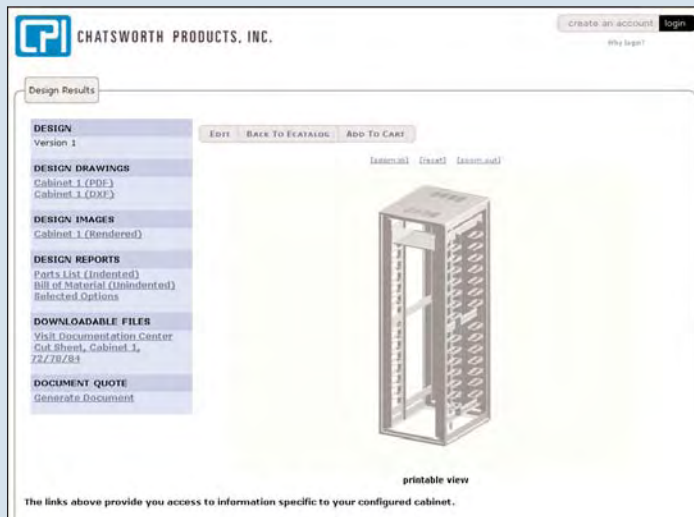 CPI CHATSWORTH PRODUCTS, INC.
create an account login
Why login?
Design Results
DESIGN
Version 1
DESIGN DRAWINGS
Cabinet 1 (PDF)
Cabinet 1 (DXF)
DESIGN IMAGES
Cabinet 1 (Rendered)
DESIGN REPORTS
Parts List (Indented)
Bill of Material (Unindented)
Selected Options
DOWNLOADABLE FILES
Visit Documentation Center
Cut Sheet, Cabinet 1,
72/78/84
DOCUMENT QUOTE
Generate Document
EDIT BACK TO ECATALOG ADD TO CART
[zoom in] [reset] [zoom out]
printable view
The links above provide you access to information specific to your configured cabinet.